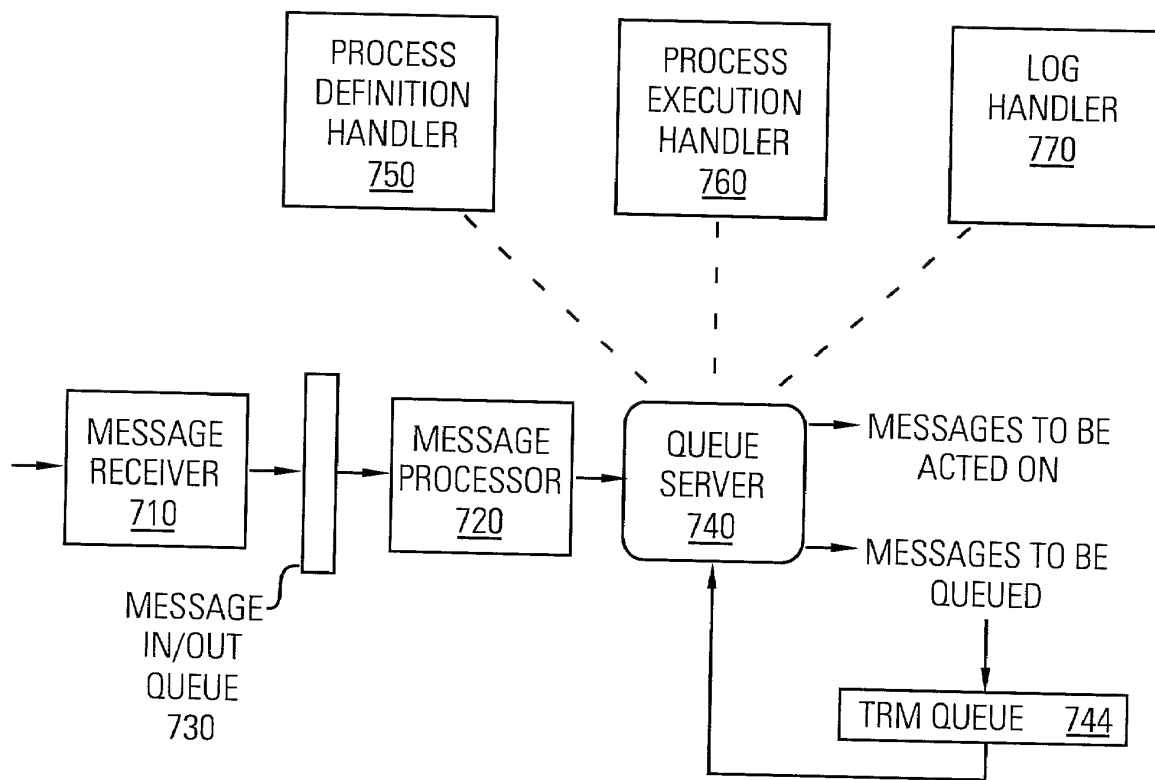 PROCESS
DEFINITION
HANDLER
750
PROCESS
EXECUTION
HANDLER
760
LOG
HANDLER
770
MESSAGE
RECEIVER
710
MESSAGE
IN/OUT
QUEUE
730
MESSAGE
PROCESSOR
720
QUEUE
SERVER
740
MESSAGES TO BE
ACTED ON
MESSAGES TO BE
QUEUED
TRM QUEUE 744